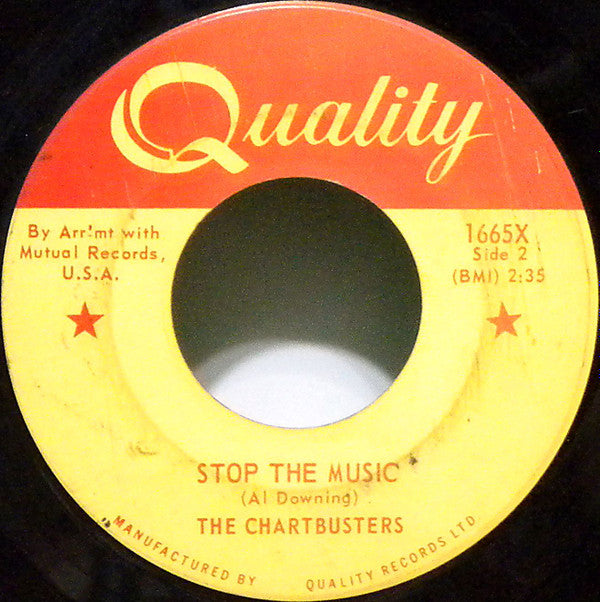 Quality
By Arr'mt with
Mutual Records,
U.S.A.
1665X
Side 2
(BMI) 2:35
STOP THE MUSIC
(Al Downing)
THE CHARTBUSTERS
MANUFACTURED BY QUALITY RECORDS LTD